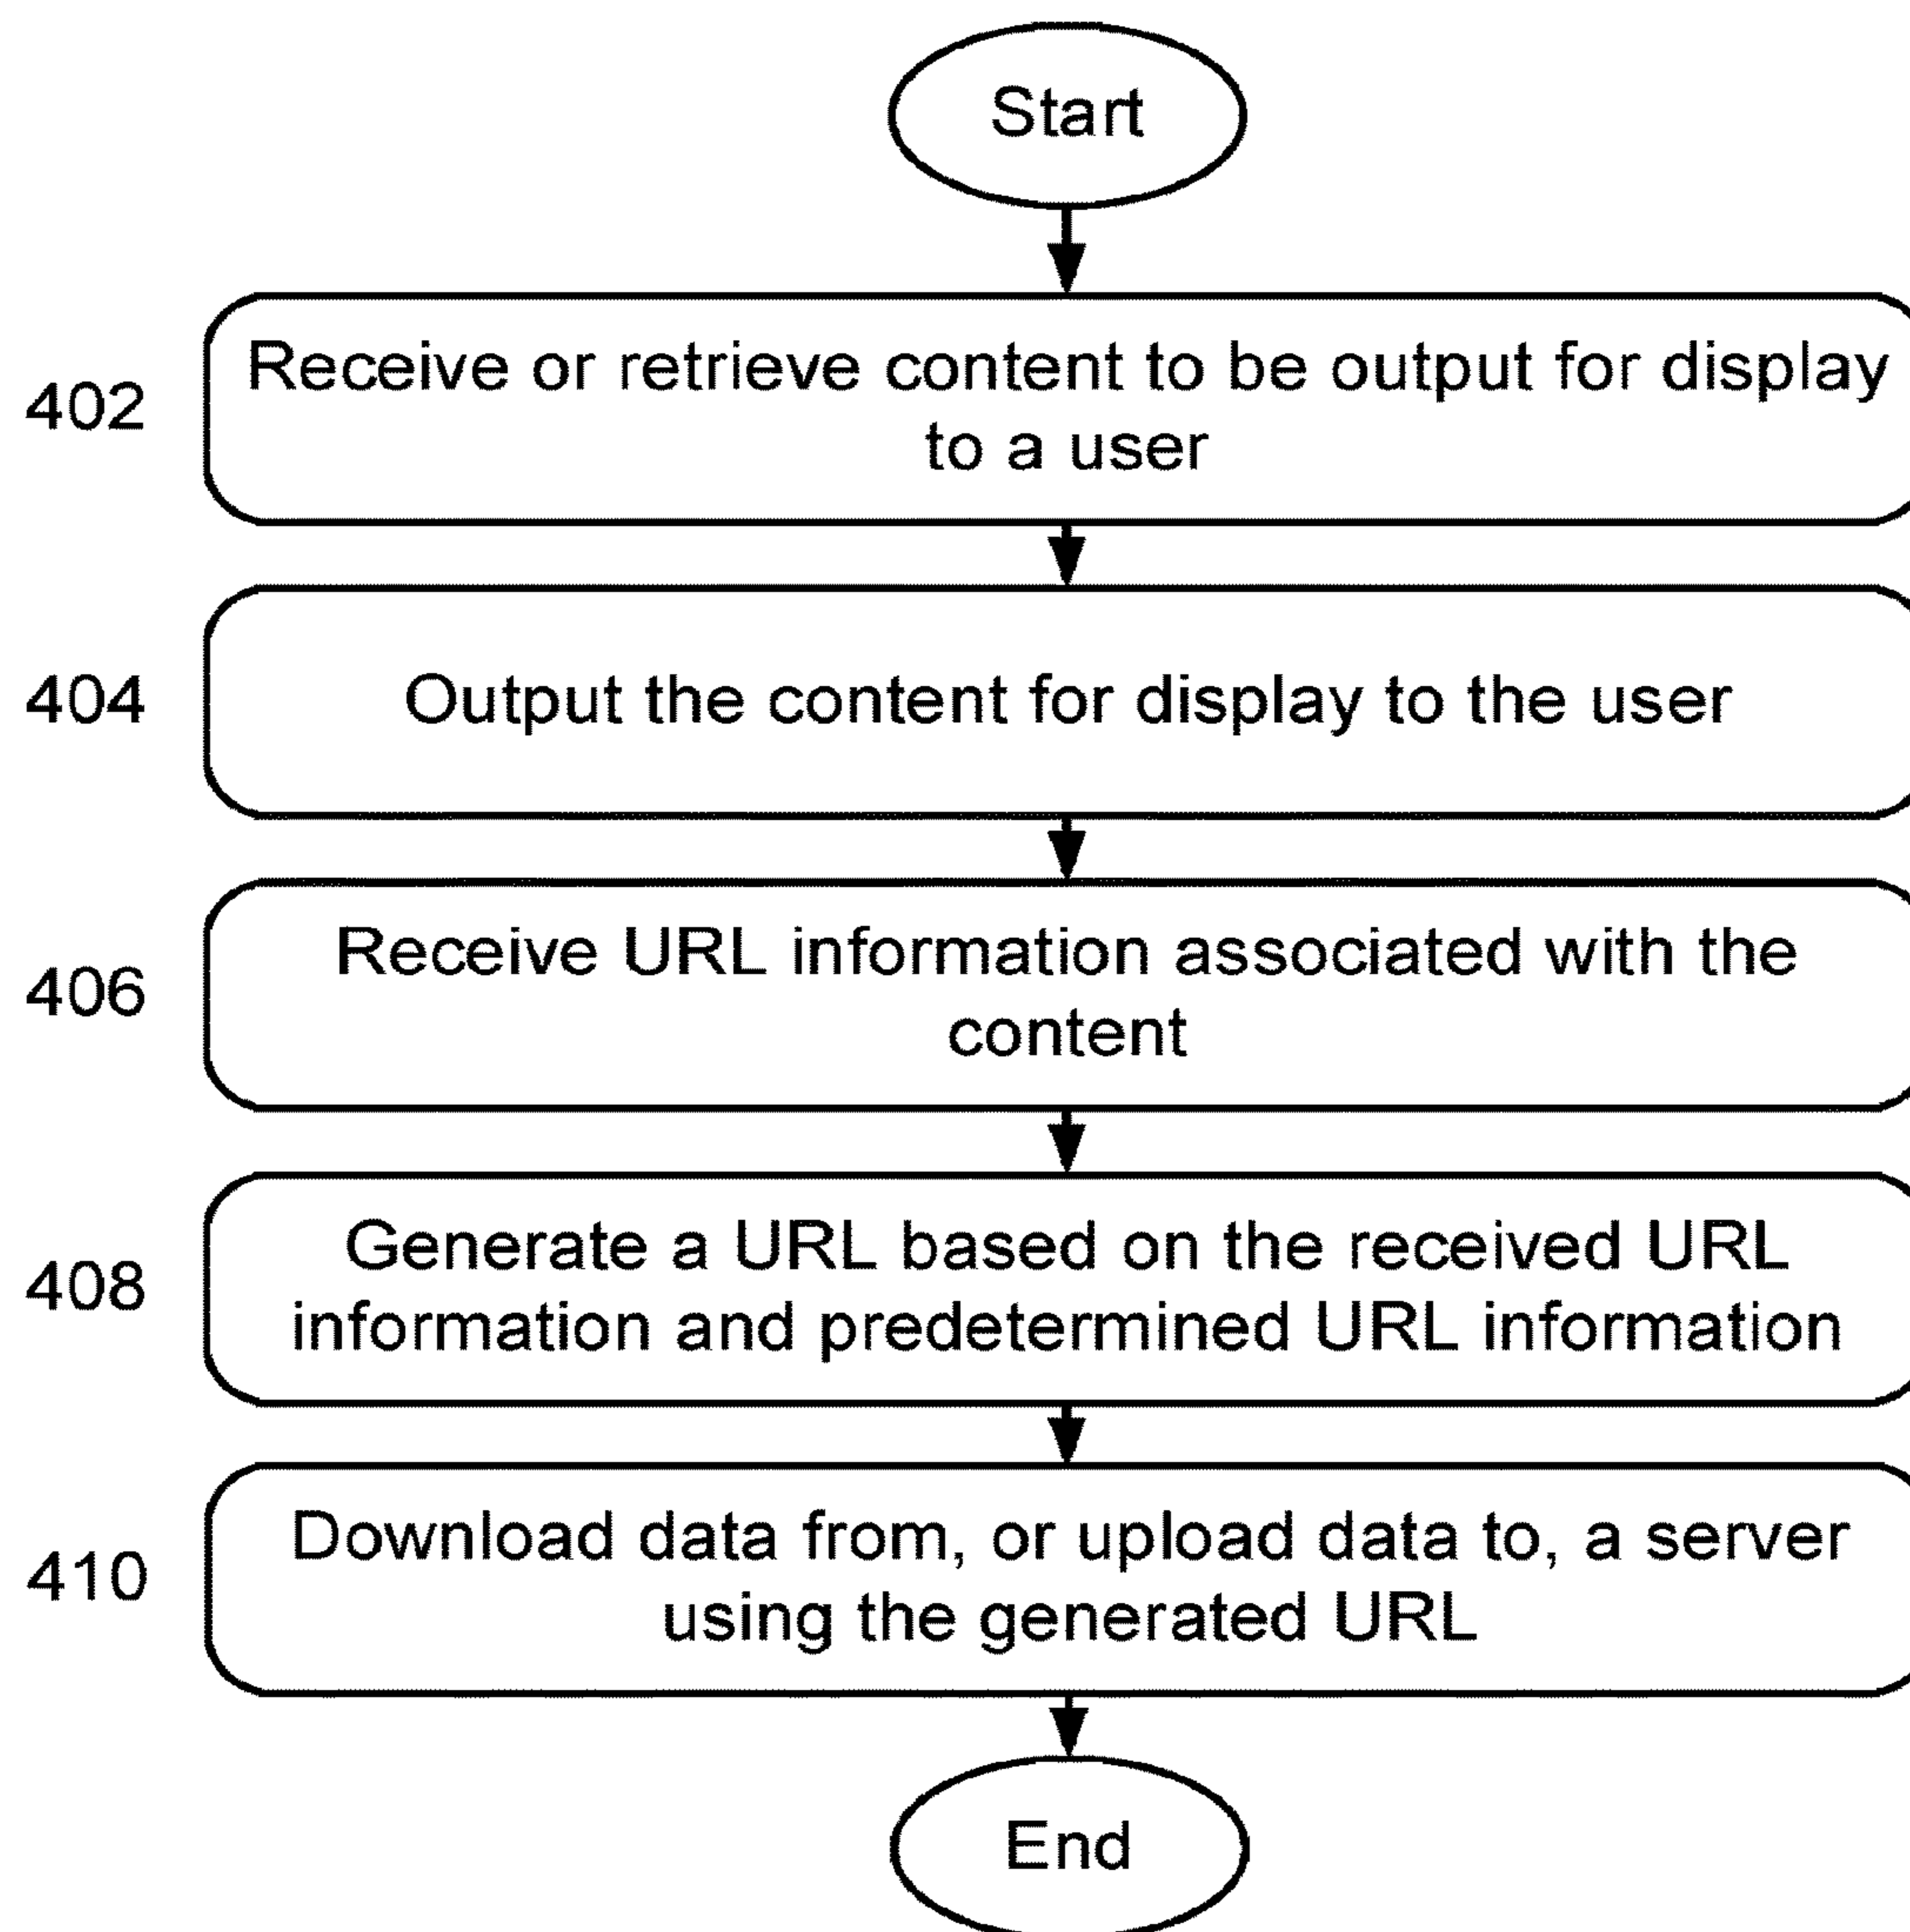 Start
402
Receive or retrieve content to be output for display
to a user
404
Output the content for display to the user
406
Receive URL information associated with the
content
408
Generate a URL based on the received URL
information and predetermined URL information
410
Download data from, or upload data to, a server
using the generated URL
End